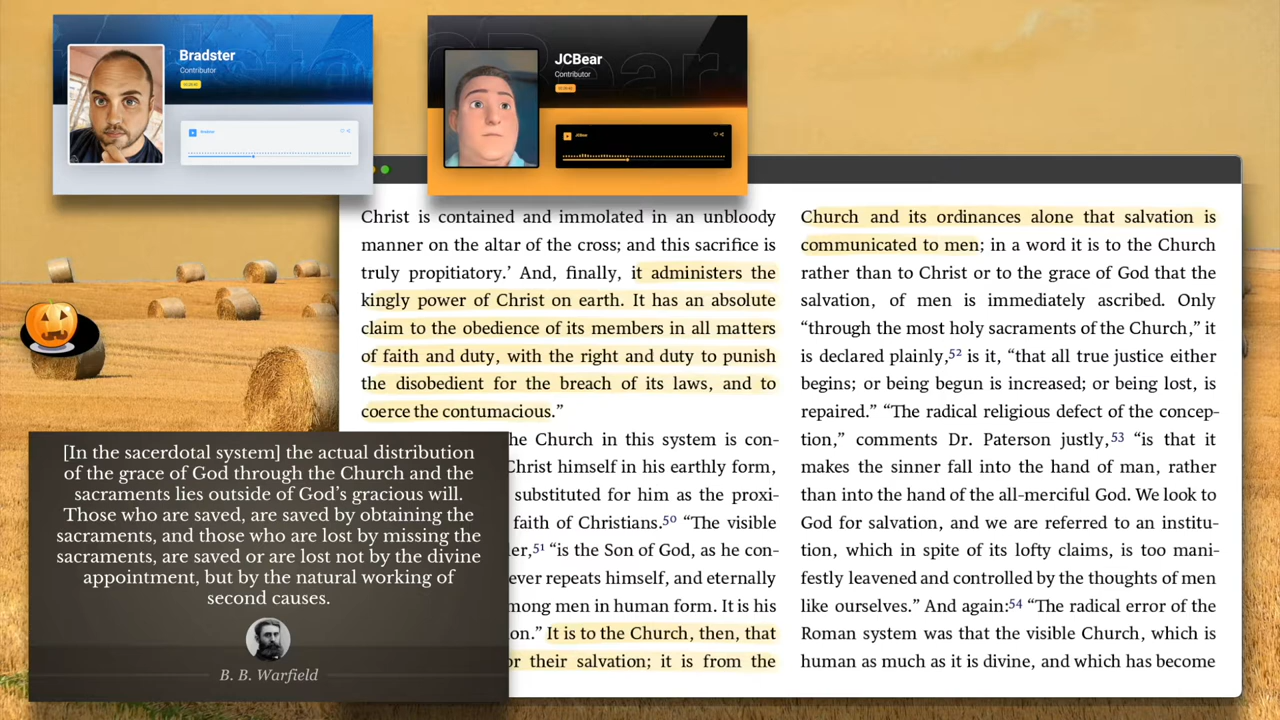 Bradster
Contributor
JCBear
Contributor
Christ is contained and immolated in an unbloody
manner on the altar of the cross; and this sacrifice is
truly propitiatory.’ And, finally, it administers the
kingly power of Christ on earth. It has an absolute
claim to the obedience of its members in all matters
of faith and duty, with the right and duty to punish
the disobedient for the breach of its laws, and to
coerce the contumacious.”
he Church in this system is con-
Christ himself in his earthly form,
substituted for him as the proxi-
faith of Christians.50 “The visible
er,51 “is the Son of God, as he con-
ever repeats himself, and eternally
mong men in human form. It is his
on.” It is to the Church, then, that
or their salvation; it is from the
Church and its ordinances alone that salvation is
communicated to men; in a word it is to the Church
rather than to Christ or to the grace of God that the
salvation, of men is immediately ascribed. Only
“through the most holy sacraments of the Church,” it
is declared plainly,52 is it, “that all true justice either
begins; or being begun is increased; or being lost, is
repaired.” “The radical religious defect of the concep-
tion,” comments Dr. Paterson justly,53 “is that it
makes the sinner fall into the hand of man, rather
than into the hand of the all-merciful God. We look to
God for salvation, and we are referred to an institu-
tion, which in spite of its lofty claims, is too mani-
festly leavened and controlled by the thoughts of men
like ourselves.” And again:54 “The radical error of the
Roman system was that the visible Church, which is
human as much as it is divine, and which has become
[In the sacerdotal system] the actual distribution
of the grace of God through the Church and the
sacraments lies outside of God’s gracious will.
Those who are saved, are saved by obtaining the
sacraments, and those who are lost by missing the
sacraments, are saved or are lost not by the divine
appointment, but by the natural working of
second causes.
B. B. Warfield